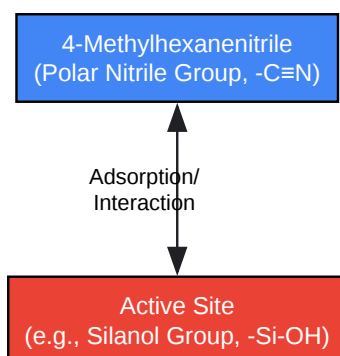 4-Methylhexanenitrile
(Polar Nitrile Group, -C≡N)
Adsorption/
Interaction
Active Site
(e.g., Silanol Group, -Si-OH)